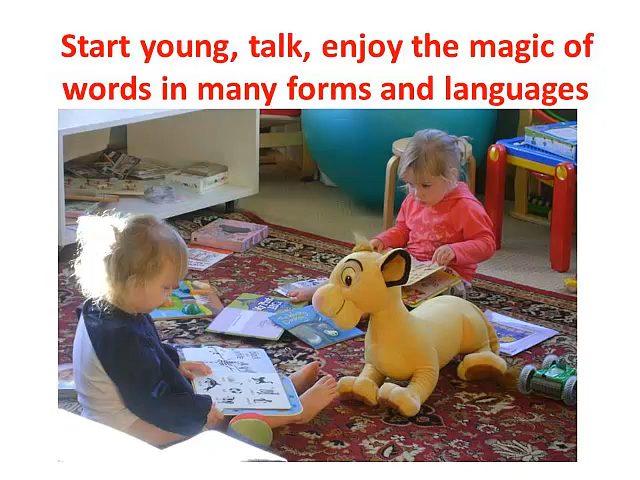 Start young, talk, enjoy the magic of
words in many forms and languages